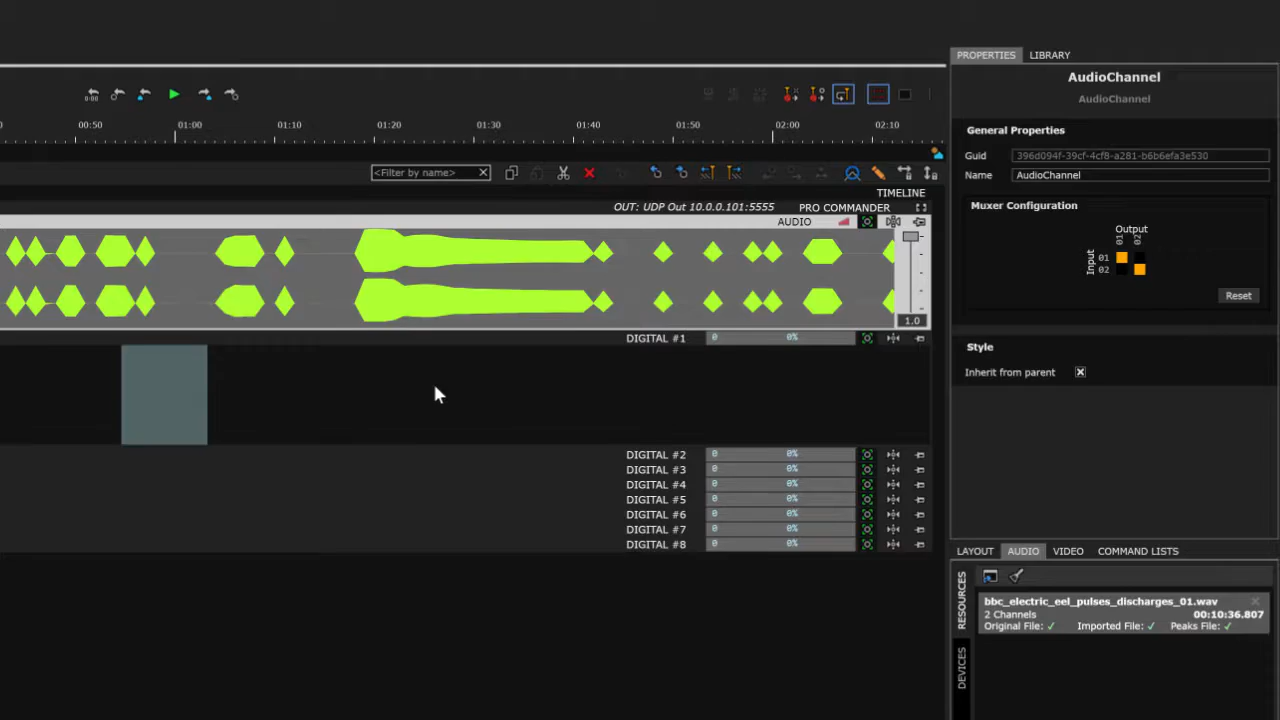 PROPERTIES LIBRARY
AudioChannel
AudioChannel
General Properties
Guid 396d094f-39cf-4cf8-a281-b6b6efa3e530
Name AudioChannel
Muxer Configuration
Output
01 02
Input
01
02
Reset
Style
Inherit from parent
0:00
00:50 01:00 01:10 01:20 01:30 01:40 01:50 02:00 02:10
<Filter by name>
TIMELINE
OUT: UDP Out 10.0.0.101:5555 PRO COMMANDER
AUDIO
1.0
DIGITAL #1 0 0%
DIGITAL #2 0 0%
DIGITAL #3 0 0%
DIGITAL #4 0 0%
DIGITAL #5 0 0%
DIGITAL #6 0 0%
DIGITAL #7 0 0%
DIGITAL #8 0 0%
LAYOUT AUDIO VIDEO COMMAND LISTS
RESOURCES
DEVICES
bbc_electric_eel_pulses_discharges_01.wav
2 Channels 00:10:36.807
Original File: ✓ Imported File: ✓ Peaks File: ✓